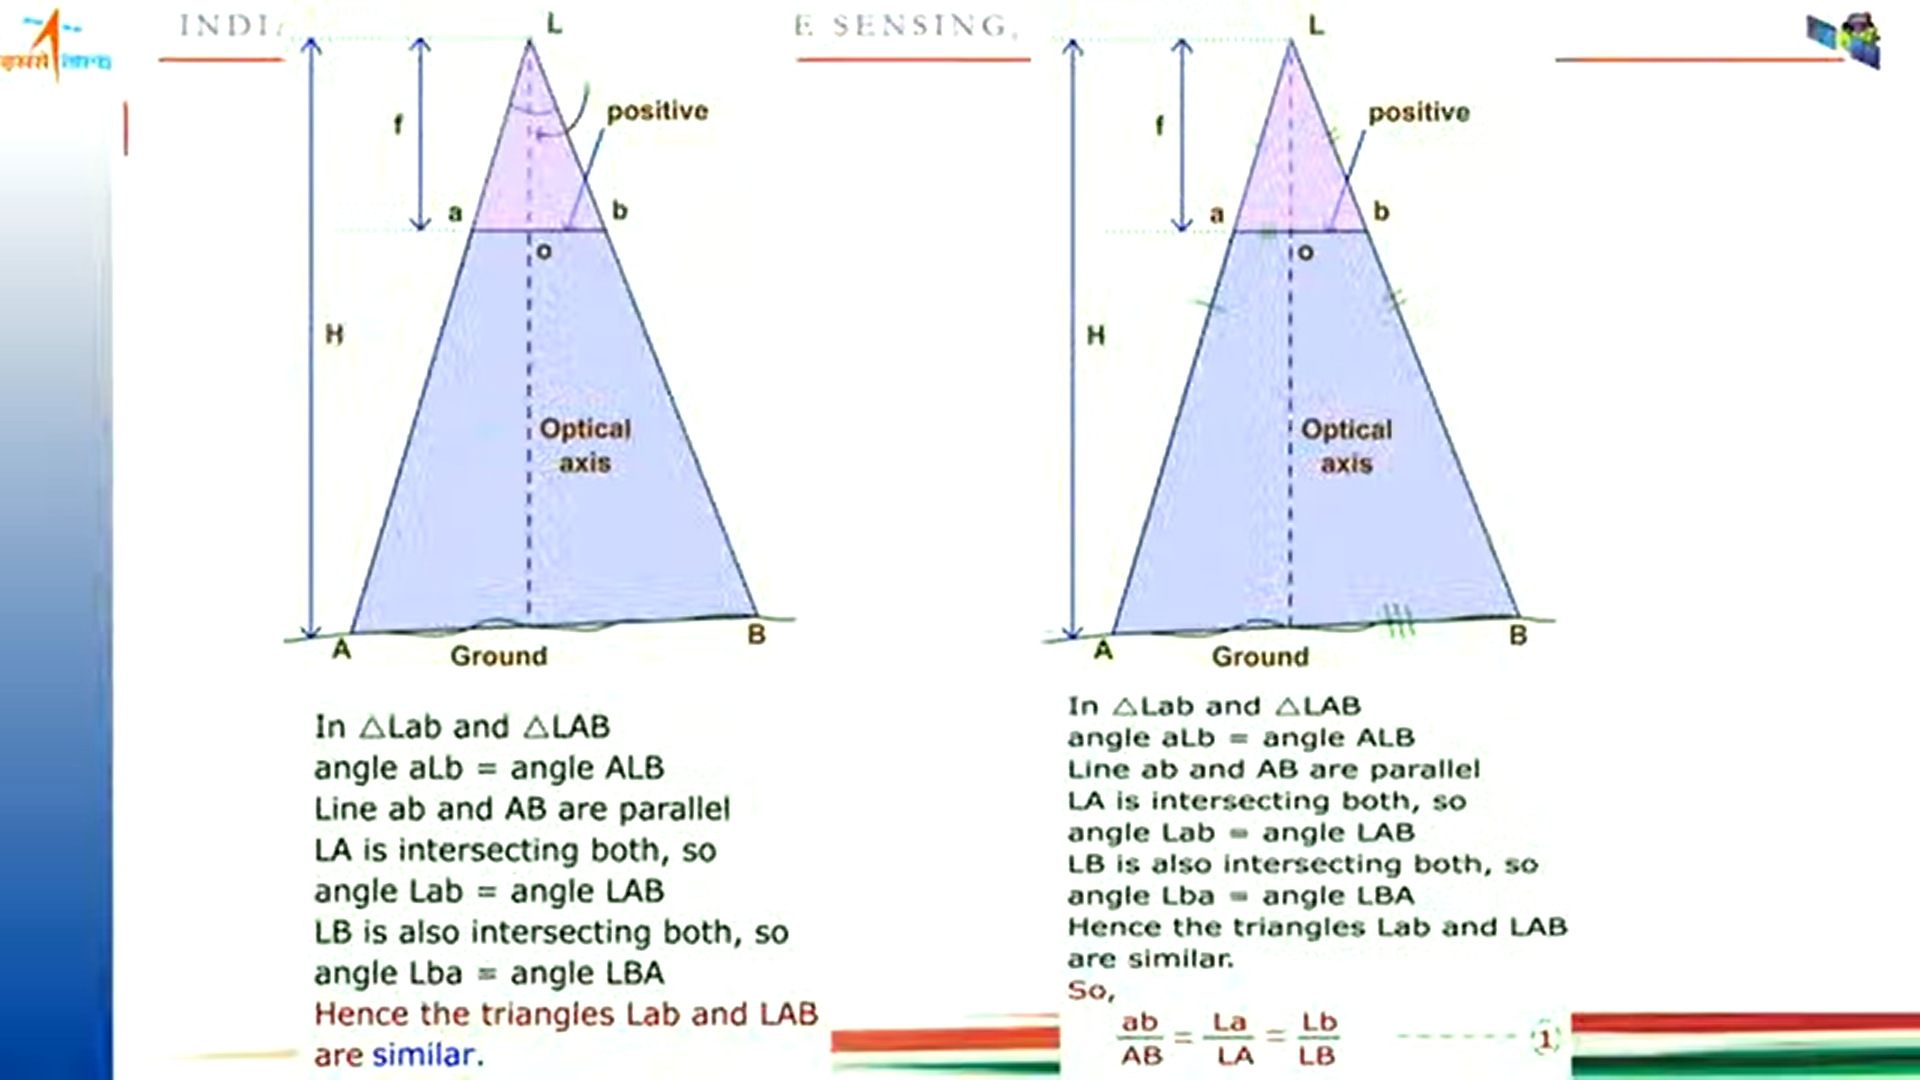 इसरो isro
INDI
E SENSING,
L
f
positive
a
b
o
H
Optical
axis
A
B
Ground
In △Lab and △LAB
angle aLb = angle ALB
Line ab and AB are parallel
LA is intersecting both, so
angle Lab = angle LAB
LB is also intersecting both, so
angle Lba = angle LBA
Hence the triangles Lab and LAB
are similar.
L
f
positive
a
b
o
H
Optical
axis
A
B
Ground
In △Lab and △LAB
angle aLb = angle ALB
Line ab and AB are parallel
LA is intersecting both, so
angle Lab = angle LAB
LB is also intersecting both, so
angle Lba = angle LBA
Hence the triangles Lab and LAB
are similar.
So,
ab/AB = La/LA = Lb/LB -------- 1